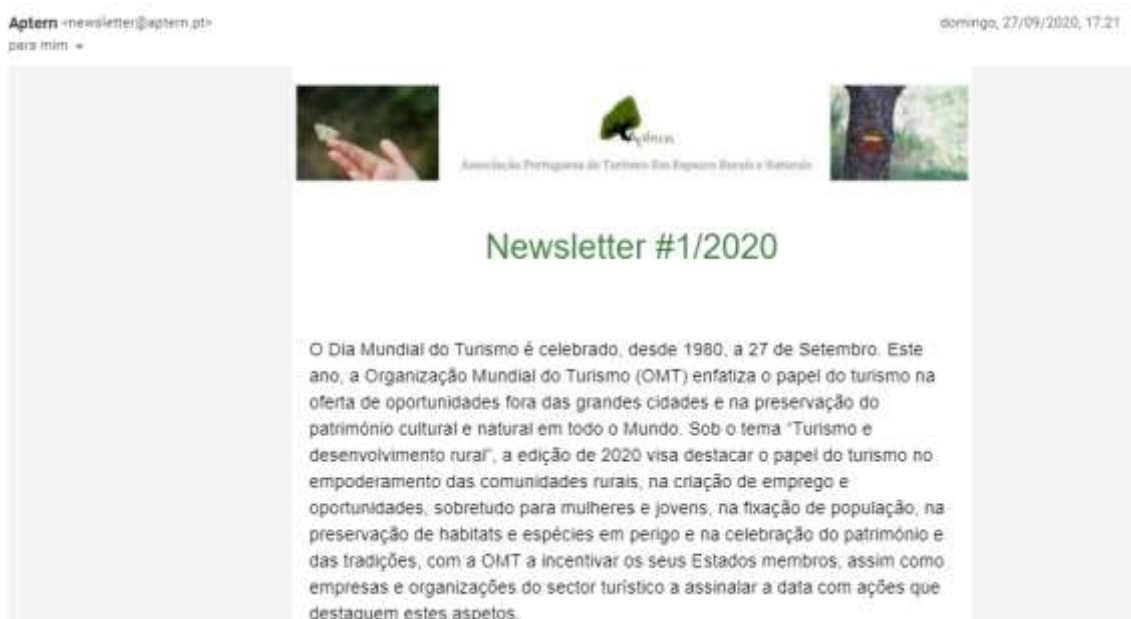 Aptern <newsletter@aptern.pt>
domingo, 27/09/2020, 17:21
para mim
Aptern
Associação Portuguesa de Turismo Em Espaços Rurais e Naturais
Newsletter #1/2020
O Dia Mundial do Turismo é celebrado, desde 1980, a 27 de Setembro. Este
ano, a Organização Mundial do Turismo (OMT) enfatiza o papel do turismo na
oferta de oportunidades fora das grandes cidades e na preservação do
património cultural e natural em todo o Mundo. Sob o tema "Turismo e
desenvolvimento rural", a edição de 2020 visa destacar o papel do turismo no
empoderamento das comunidades rurais, na criação de emprego e
oportunidades, sobretudo para mulheres e jovens, na fixação de população, na
preservação de habitats e espécies em perigo e na celebração do património e
das tradições, com a OMT a incentivar os seus Estados membros, assim como
empresas e organizações do sector turístico a assinalar a data com ações que
destaquem estes aspetos.